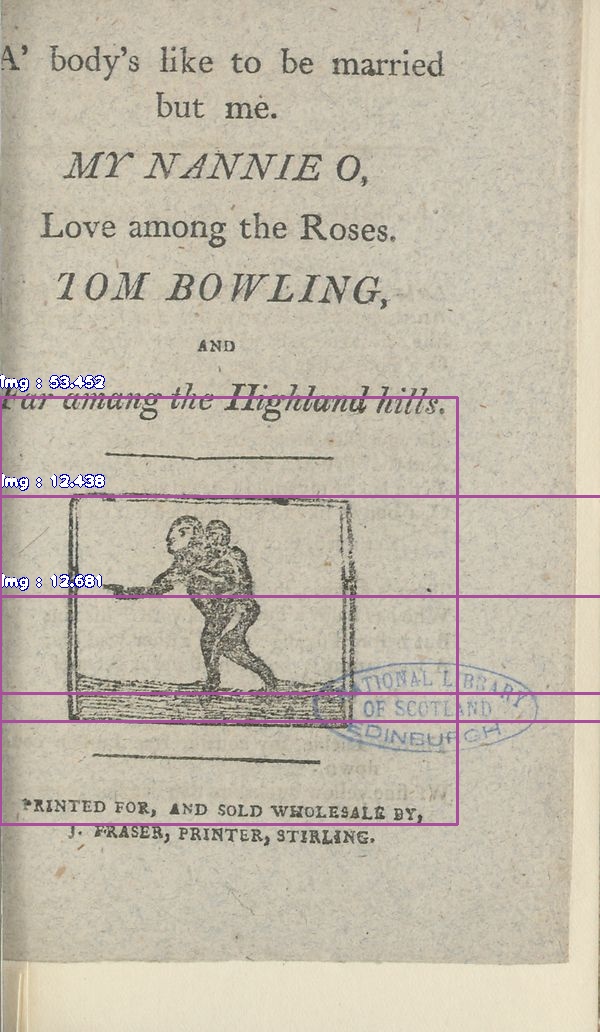 A' body's like to be married
but me.
MY NANNIE O,
Love among the Roses.
TOM BOWLING,
AND
Far amang the Highland hills.
Img : 53.452
Img : 12.438
Img : 12.681
NATIONAL LIBRARY
OF SCOTLAND
EDINBURGH
PRINTED FOR, AND SOLD WHOLESALE BY,
J. FRASER, PRINTER, STIRLING.